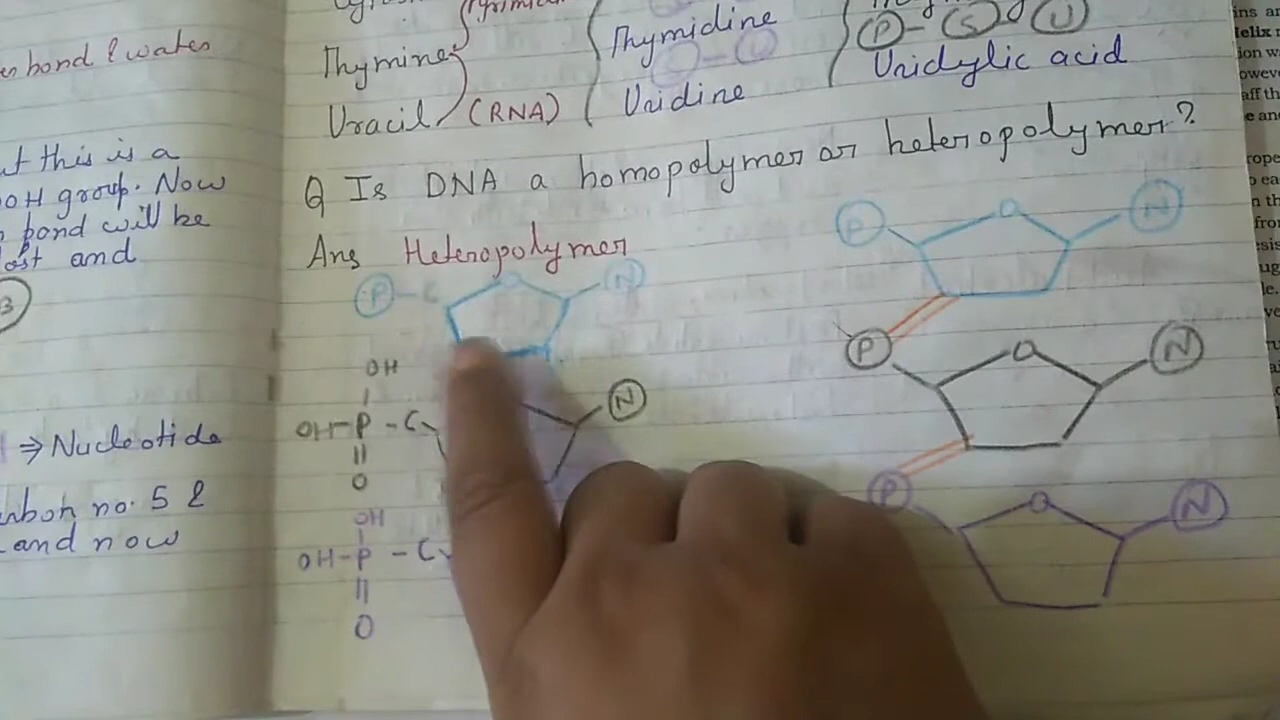 Thymine
Uracil (RNA)
Thymidine
Uridine
P - S U
Uridylic acid
bond & water
t this is a
OH group. Now
bond will be
and
3
⇒ Nucleotide
no. 5 &
and now
Q Is DNA a homopolymer or heteropolymer?
Ans Heteropolymer
P - C N
OH
OH - P - C N
O
OH
OH - P - C
O
P O N
P O N
P O N